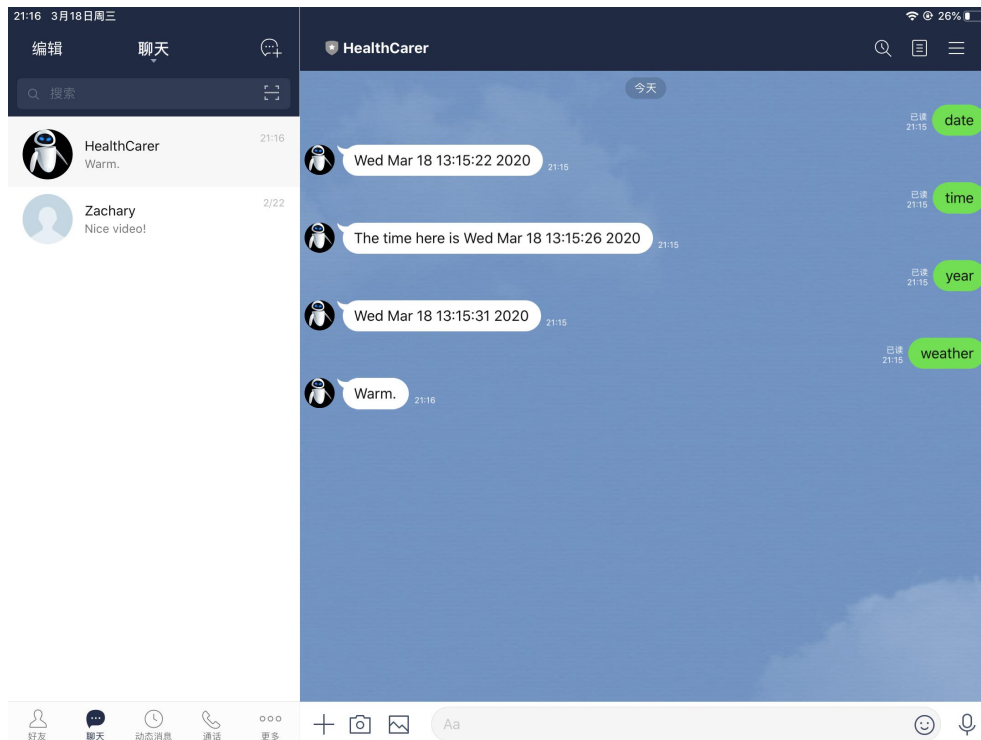 21:16 3月18日周三
26%
编辑
聊天
搜索
HealthCarer
21:16
Warm.
Zachary
2/22
Nice video!
好友
聊天
动态消息
通话
更多
HealthCarer
今天
已读
21:15
date
Wed Mar 18 13:15:22 2020
21:15
已读
21:15
time
The time here is Wed Mar 18 13:15:26 2020
21:15
已读
21:15
year
Wed Mar 18 13:15:31 2020
21:15
已读
21:15
weather
Warm.
21:16
Aa